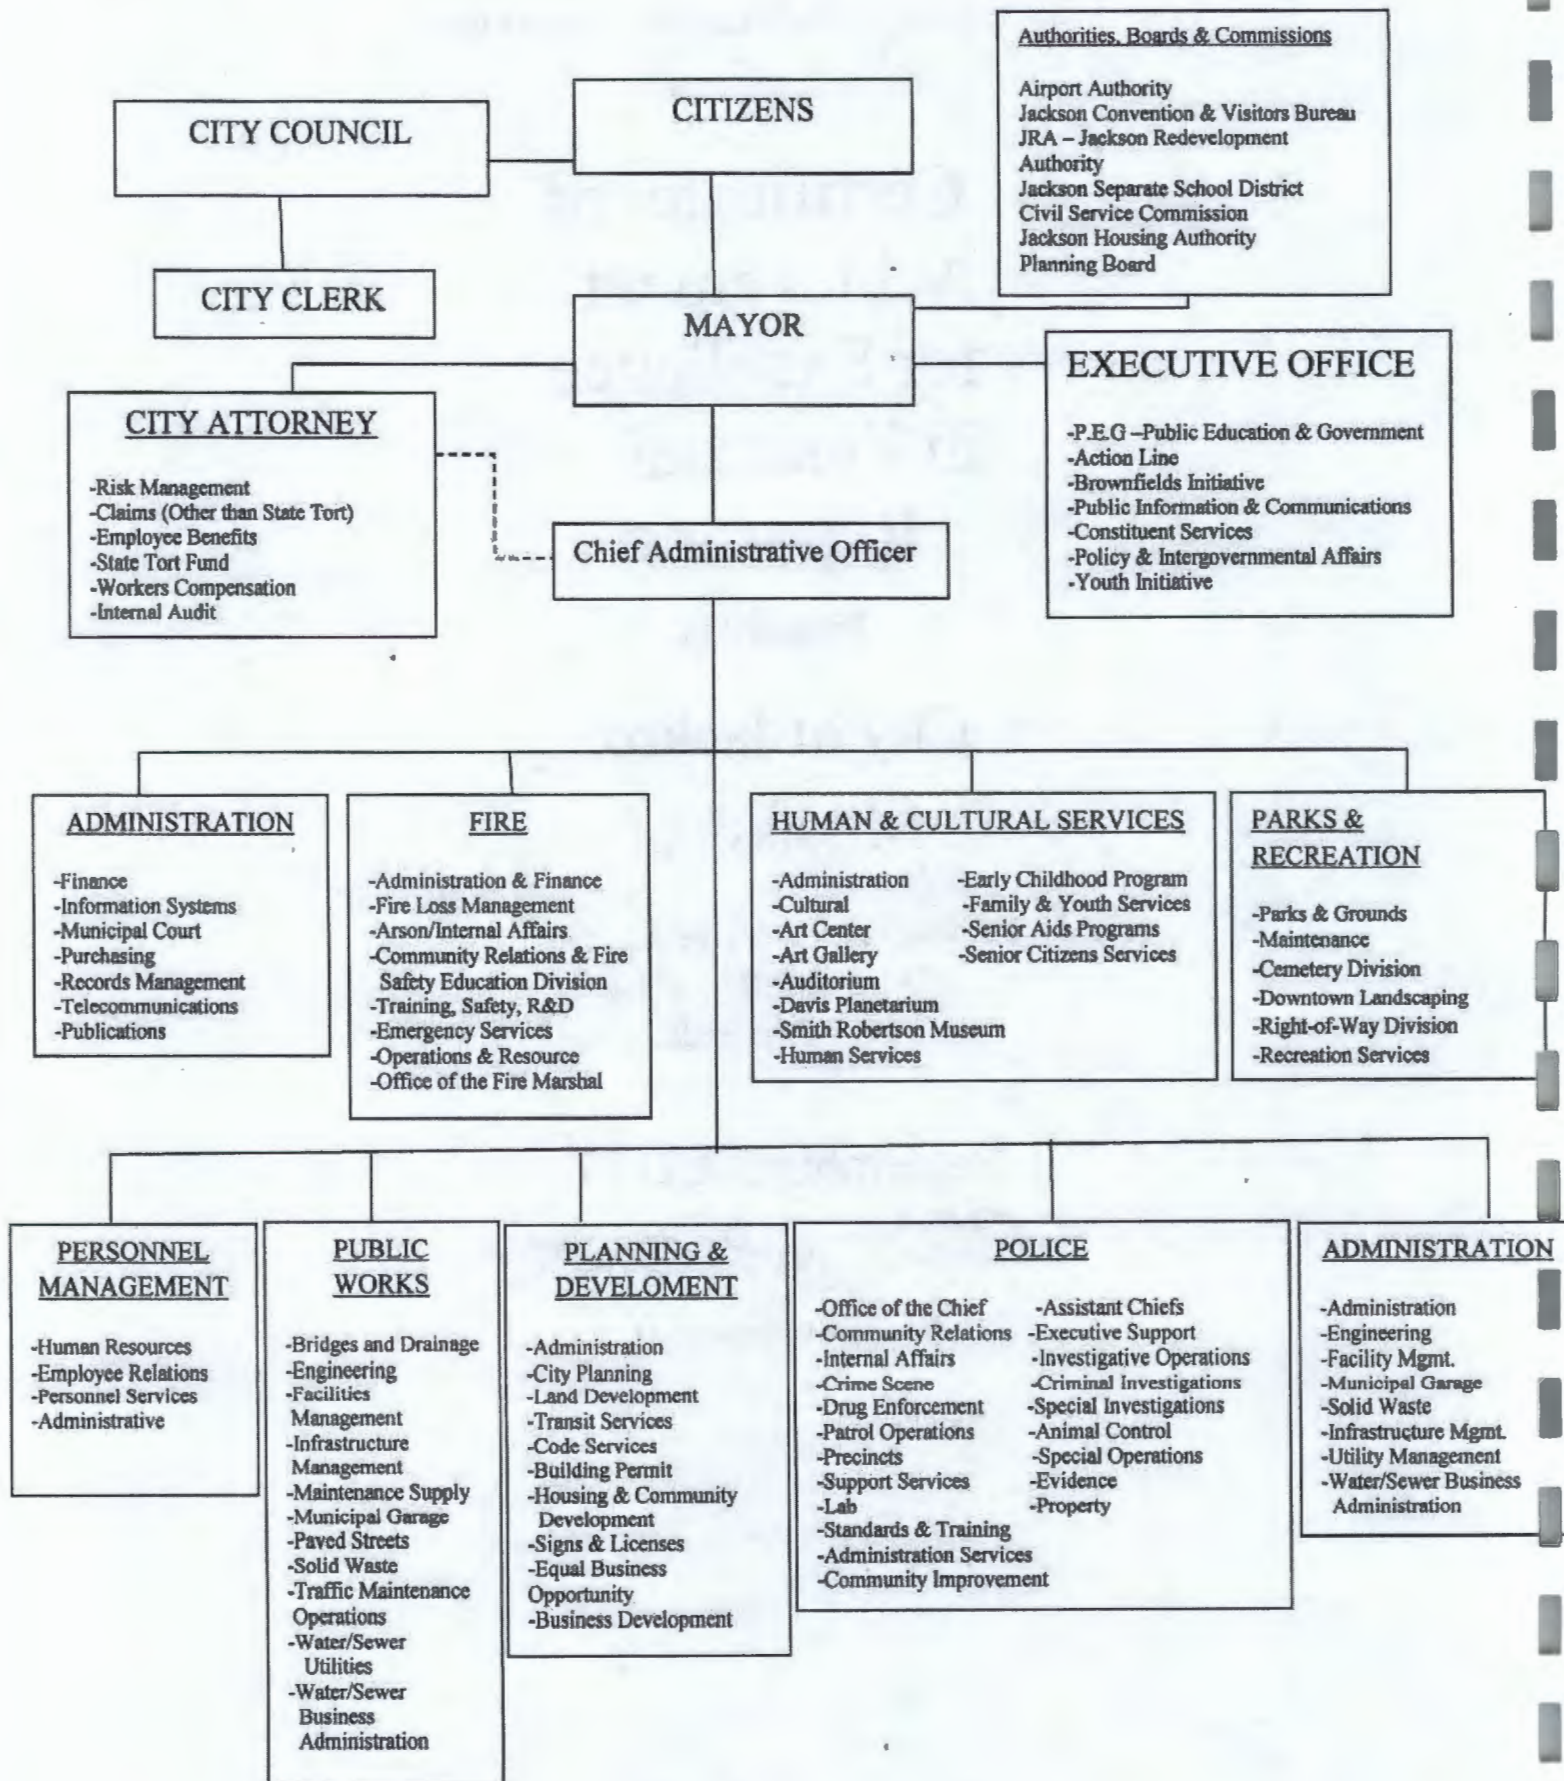 Authorities, Boards & Commissions
Airport Authority
Jackson Convention & Visitors Bureau
JRA – Jackson Redevelopment
Authority
Jackson Separate School District
Civil Service Commission
Jackson Housing Authority
Planning Board
CITY COUNCIL
CITIZENS
CITY CLERK
MAYOR
EXECUTIVE OFFICE
-P.E.G –Public Education & Government
-Action Line
-Brownfields Initiative
-Public Information & Communications
-Constituent Services
-Policy & Intergovernmental Affairs
-Youth Initiative
CITY ATTORNEY
-Risk Management
-Claims (Other than State Tort)
-Employee Benefits
-State Tort Fund
-Workers Compensation
-Internal Audit
Chief Administrative Officer
ADMINISTRATION
-Finance
-Information Systems
-Municipal Court
-Purchasing
-Records Management
-Telecommunications
-Publications
FIRE
-Administration & Finance
-Fire Loss Management
-Arson/Internal Affairs
-Community Relations & Fire
Safety Education Division
-Training, Safety, R&D
-Emergency Services
-Operations & Resource
-Office of the Fire Marshal
HUMAN & CULTURAL SERVICES
-Administration
-Cultural
-Art Center
-Art Gallery
-Auditorium
-Davis Planetarium
-Smith Robertson Museum
-Human Services
-Early Childhood Program
-Family & Youth Services
-Senior Aids Programs
-Senior Citizens Services
PARKS &
RECREATION
-Parks & Grounds
-Maintenance
-Cemetery Division
-Downtown Landscaping
-Right-of-Way Division
-Recreation Services
PERSONNEL
MANAGEMENT
-Human Resources
-Employee Relations
-Personnel Services
-Administrative
PUBLIC
WORKS
-Bridges and Drainage
-Engineering
-Facilities
Management
-Infrastructure
Management
-Maintenance Supply
-Municipal Garage
-Paved Streets
-Solid Waste
-Traffic Maintenance
Operations
-Water/Sewer
Utilities
-Water/Sewer
Business
Administration
PLANNING &
DEVELOMENT
-Administration
-City Planning
-Land Development
-Transit Services
-Code Services
-Building Permit
-Housing & Community
Development
-Signs & Licenses
-Equal Business
Opportunity
-Business Development
POLICE
-Office of the Chief
-Community Relations
-Internal Affairs
-Crime Scene
-Drug Enforcement
-Patrol Operations
-Precincts
-Support Services
-Lab
-Standards & Training
-Administration Services
-Community Improvement
-Assistant Chiefs
-Executive Support
-Investigative Operations
-Criminal Investigations
-Special Investigations
-Animal Control
-Special Operations
-Evidence
-Property
ADMINISTRATION
-Administration
-Engineering
-Facility Mgmt.
-Municipal Garage
-Solid Waste
-Infrastructure Mgmt.
-Utility Management
-Water/Sewer Business
Administration